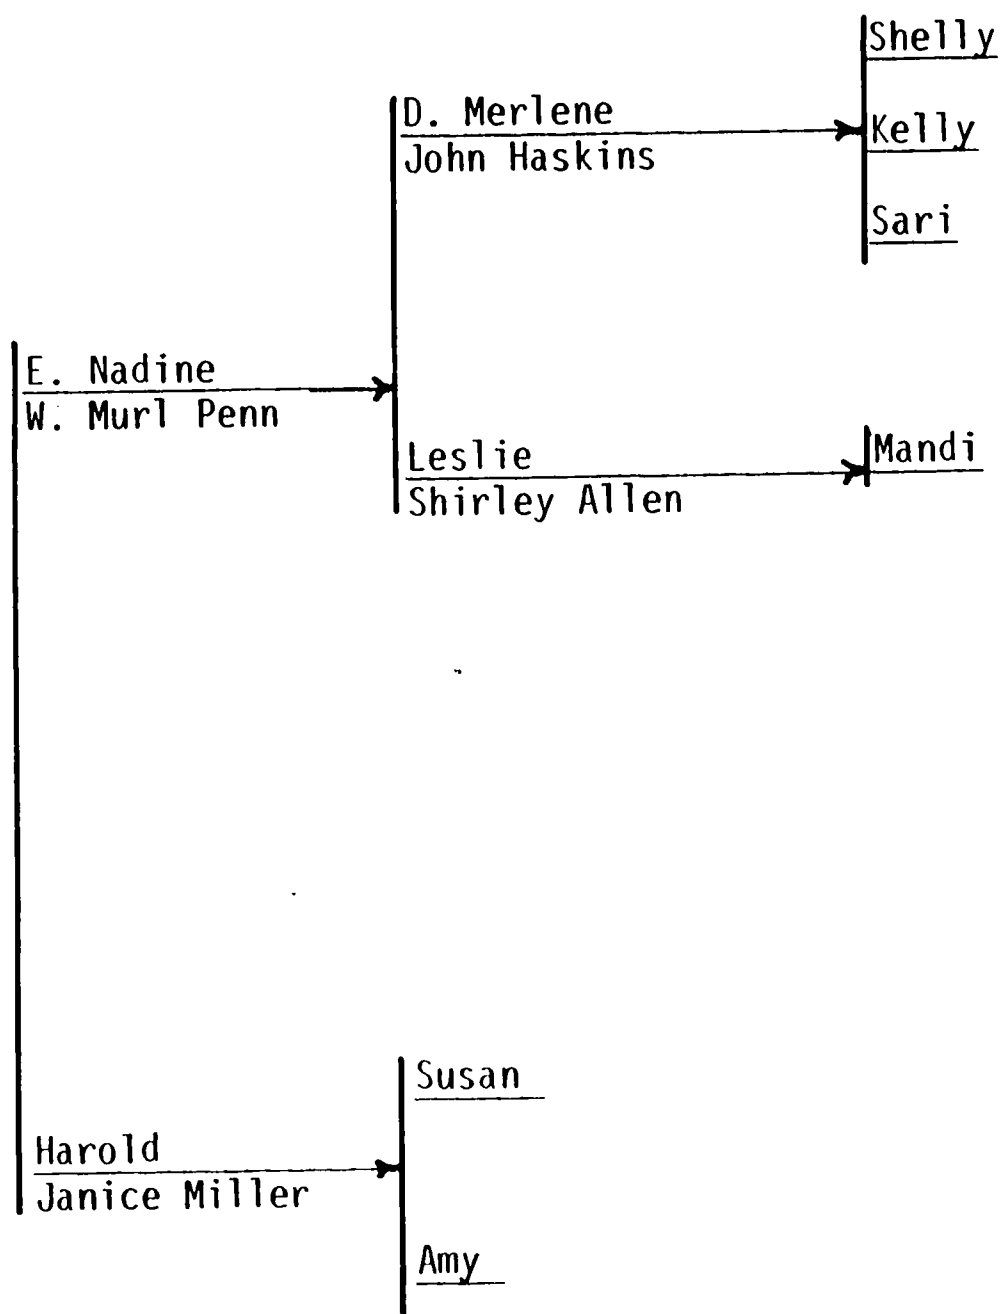 Shelly
D. Merlene
John Haskins
Kelly
Sari
E. Nadine
W. Murl Penn
Leslie
Shirley Allen
Mandi
Susan
Harold
Janice Miller
Amy